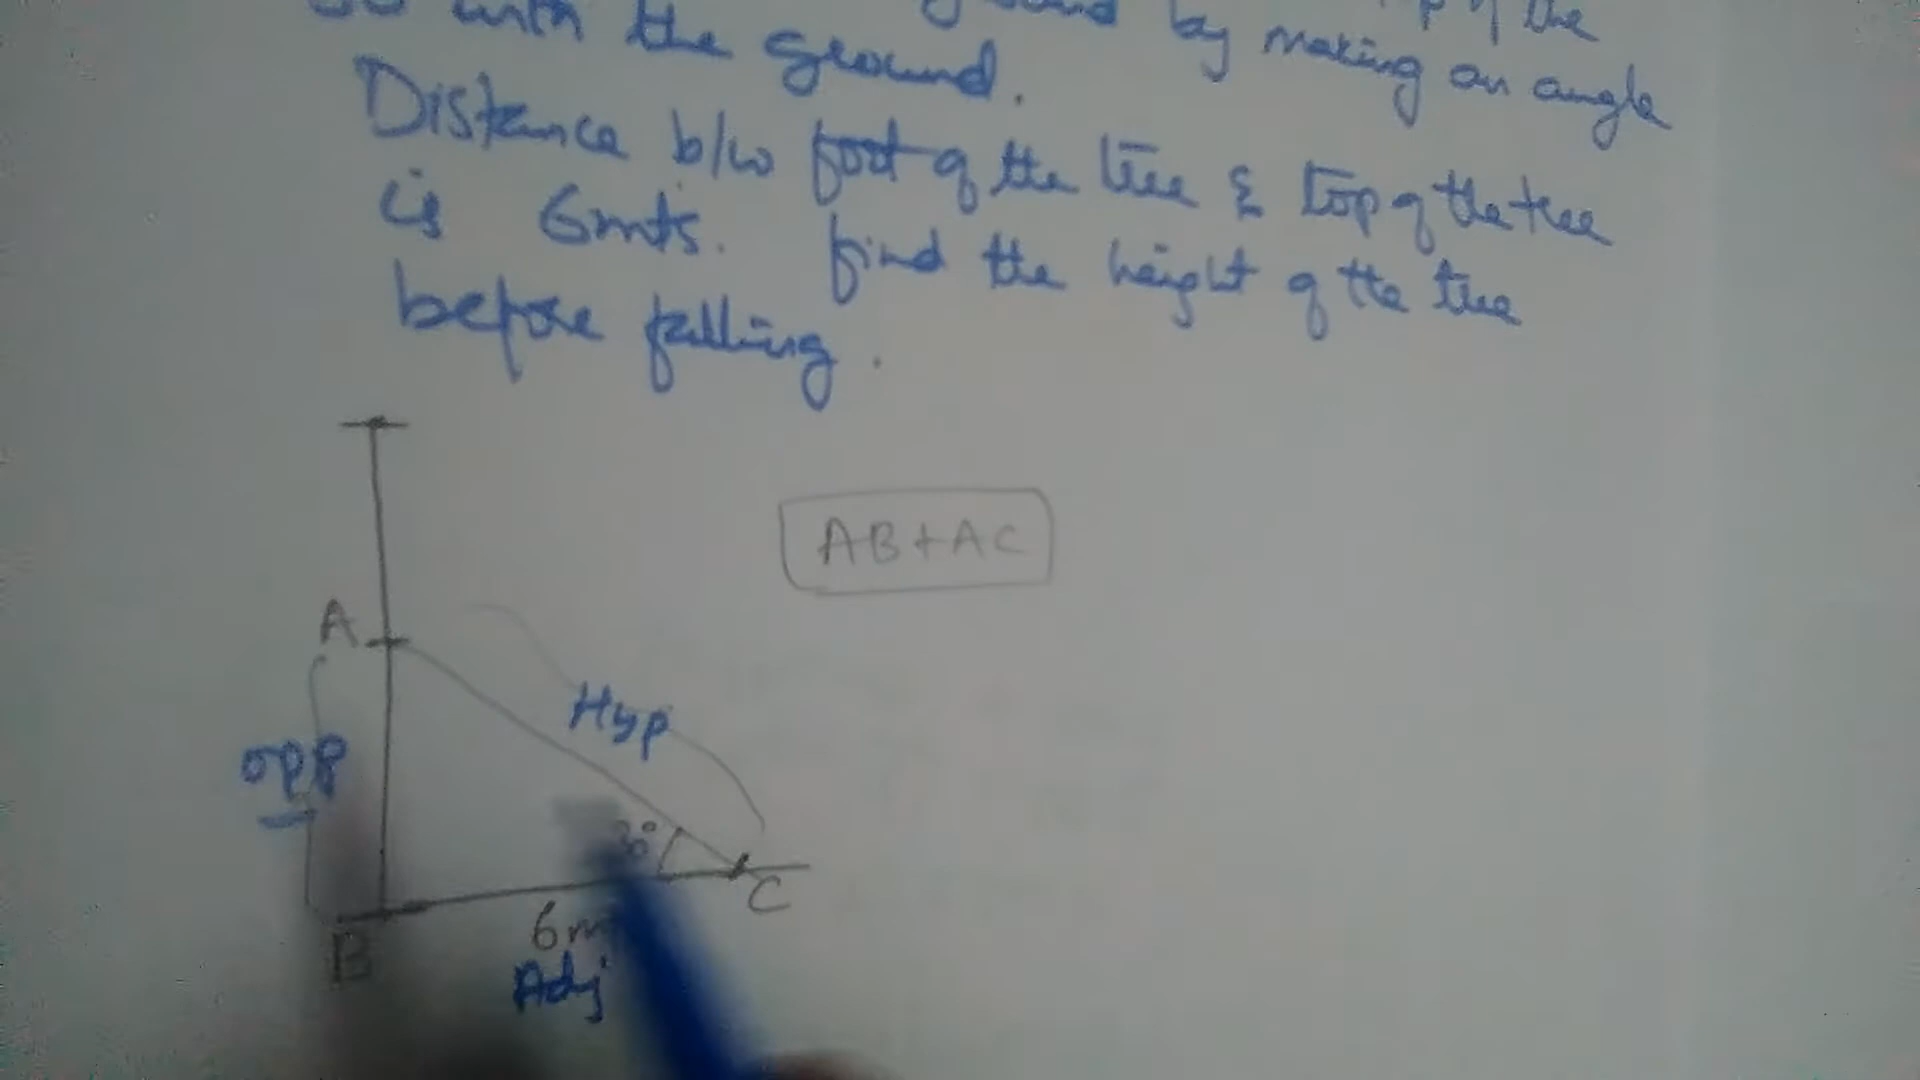 by making an angle
with the ground.
Distance b/w foot of the tree & top of the tree
is 6mts. find the height of the tree
before falling.
AB+AC
A
Hyp
opp
30°
C
6m
B
Adj